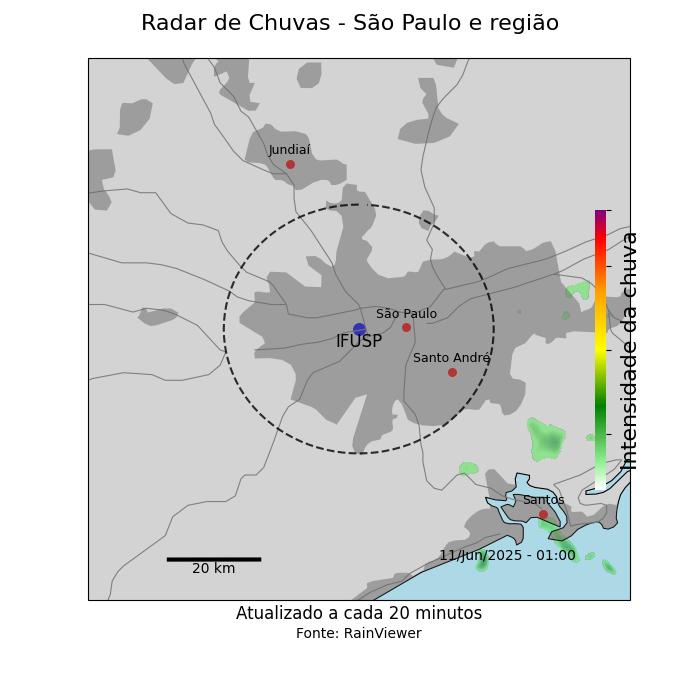 Radar de Chuvas - São Paulo e região
Jundiaí
São Paulo
IFUSP
Santo André
Intensidade da chuva
Santos
11/Jun/2025 - 01:00
20 km
Atualizado a cada 20 minutos
Fonte: RainViewer